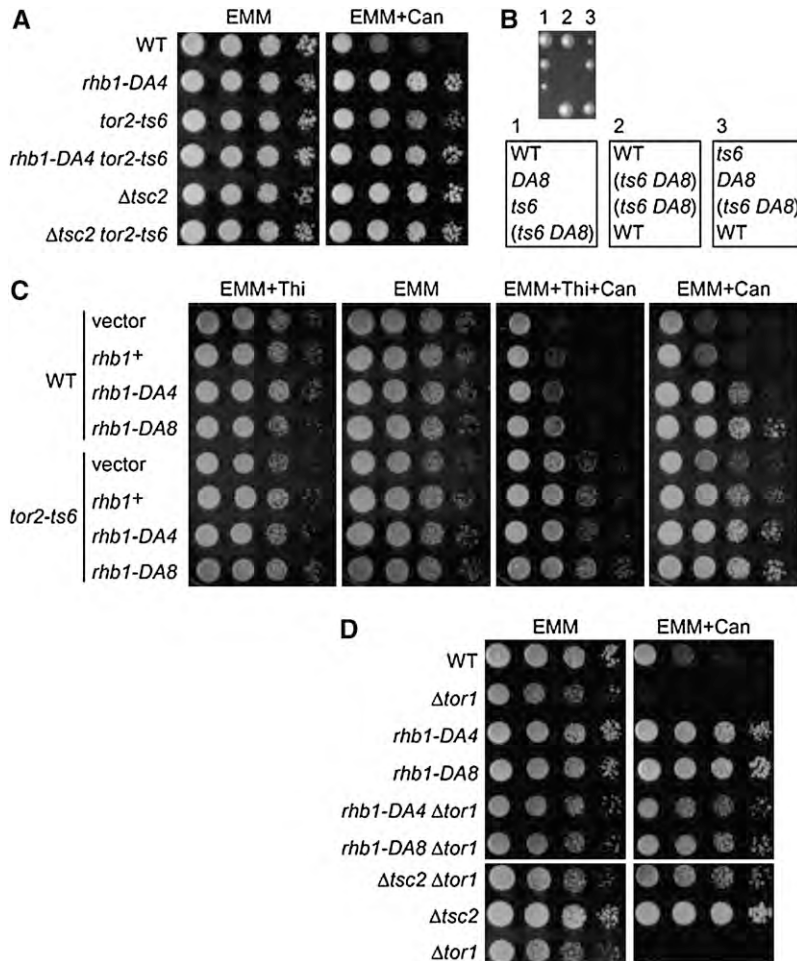 A
EMM EMM+Can
WT
rhb1-DA4
tor2-ts6
rhb1-DA4 tor2-ts6
Δtsc2
Δtsc2 tor2-ts6
B
1 2 3
1 2 3
WT WT ts6
DA8 (ts6 DA8) DA8
ts6 (ts6 DA8) (ts6 DA8)
(ts6 DA8) WT WT
C
EMM+Thi EMM EMM+Thi+Can EMM+Can
WT
vector
rhb1+
rhb1-DA4
rhb1-DA8
tor2-ts6
vector
rhb1+
rhb1-DA4
rhb1-DA8
D
EMM EMM+Can
WT
Δtor1
rhb1-DA4
rhb1-DA8
rhb1-DA4 Δtor1
rhb1-DA8 Δtor1
Δtsc2 Δtor1
Δtsc2
Δtor1